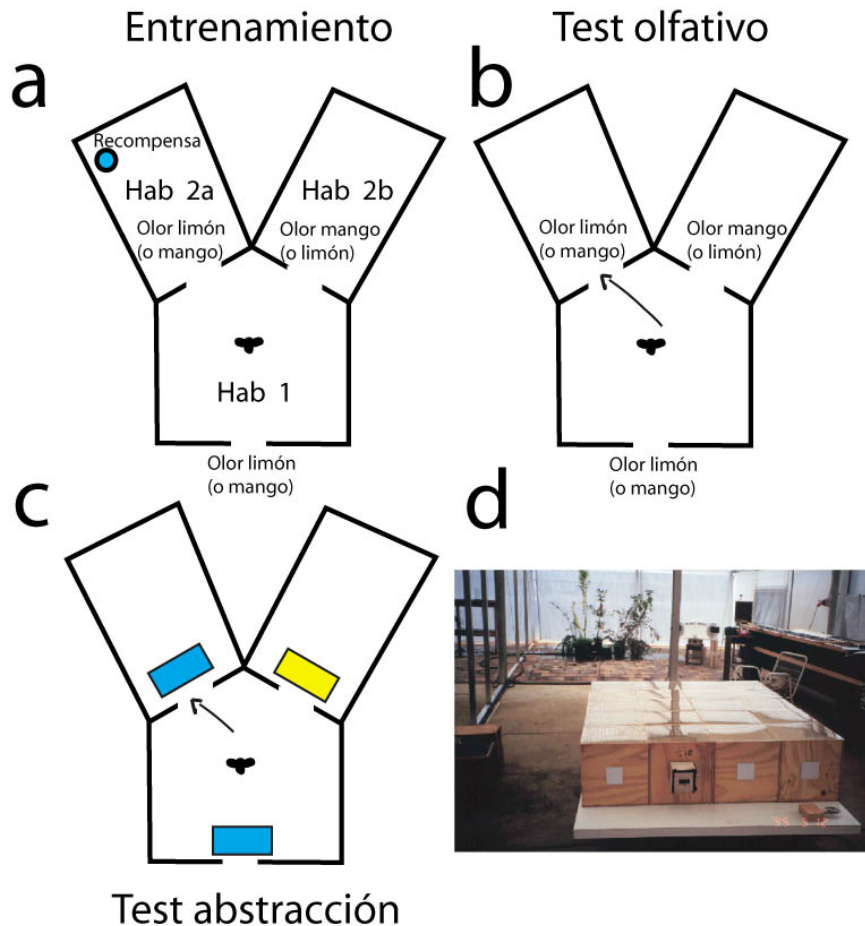 Entrenamiento
Test olfativo
a
b
Recompensa
Hab 2a
Hab 2b
Olor limón
(o mango)
Olor mango
(o limón)
Olor limón
(o mango)
Olor mango
(o limón)
Hab 1
Olor limón
(o mango)
Olor limón
(o mango)
c
d
Test abstracción